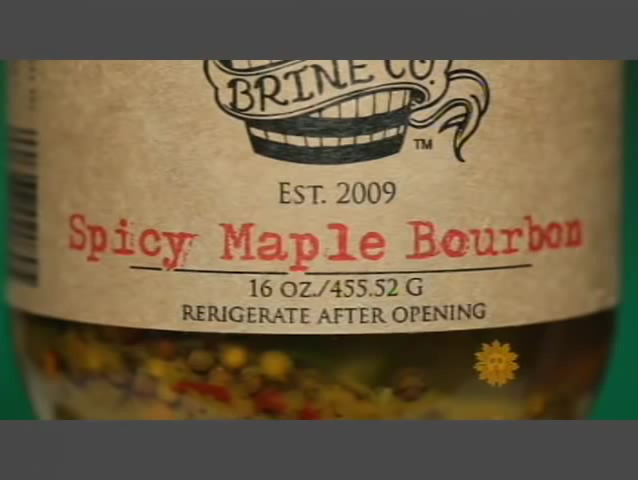 BRINE CO.
TM
EST. 2009
Spicy Maple Bourbon
16 OZ./455.52 G
RERIGERATE AFTER OPENING